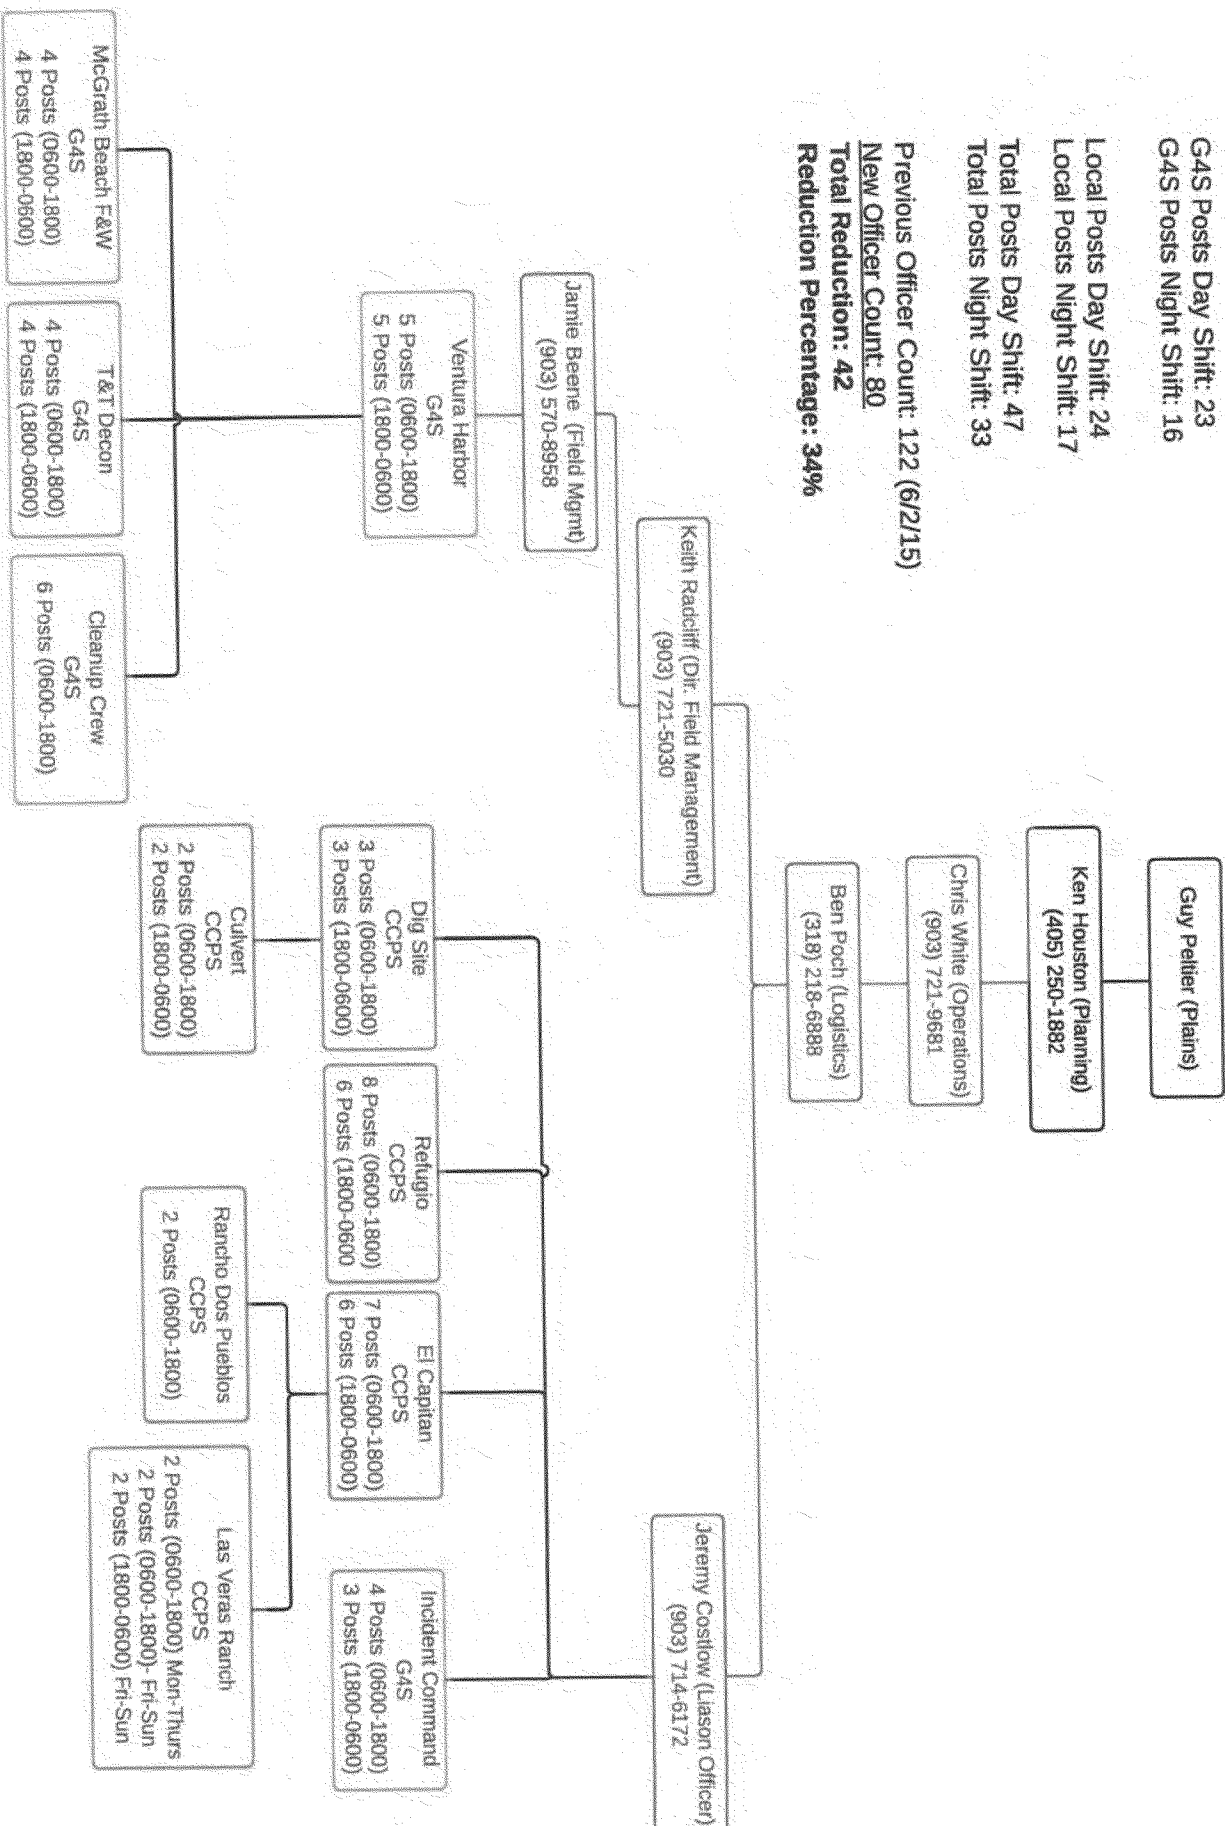 G4S Posts Day Shift: 23
G4S Posts Night Shift: 16
Local Posts Day Shift: 24
Local Posts Night Shift: 17
Total Posts Day Shift: 47
Total Posts Night Shift: 33
Previous Officer Count: 122 (6/2/15)
New Officer Count: 80
Total Reduction: 42
Reduction Percentage: 34%
Guy Peltier (Plains)
Ken Houston (Planning)
(405) 250-1882
Chris White (Operations)
(903) 721-9681
Ben Poch (Logistics)
(318) 218-6888
Keith Radcliff (Dir. Field Management)
(903) 721-5030
Jeremy Costlow (Liason Officer)
(903) 714-6172
Jamie Beene (Field Mgmt)
(903) 570-8958
Ventura Harbor
G4S
5 Posts (0600-1800)
5 Posts (1800-0600)
McGrath Beach F&W
G4S
4 Posts (0600-1800)
4 Posts (1800-0600)
T&T Decon
G4S
4 Posts (0600-1800)
4 Posts (1800-0600)
Cleanup Crew
G4S
6 Posts (0600-1800)
Dig Site
CCPS
3 Posts (0600-1800)
3 Posts (1800-0600)
Refugio
CCPS
8 Posts (0600-1800)
6 Posts (1800-0600
El Capitan
CCPS
7 Posts (0600-1800)
6 Posts (1800-0600)
Incident Command
G4S
4 Posts (0600-1800)
3 Posts (1800-0600)
Culvert
CCPS
2 Posts (0600-1800)
2 Posts (1800-0600)
Rancho Dos Pueblos
CCPS
2 Posts (0600-1800)
Las Veras Ranch
CCPS
2 Posts (0600-1800) Mon-Thurs
2 Posts (0600-1800)- Fri-Sun
2 Posts (1800-0600) Fri-Sun